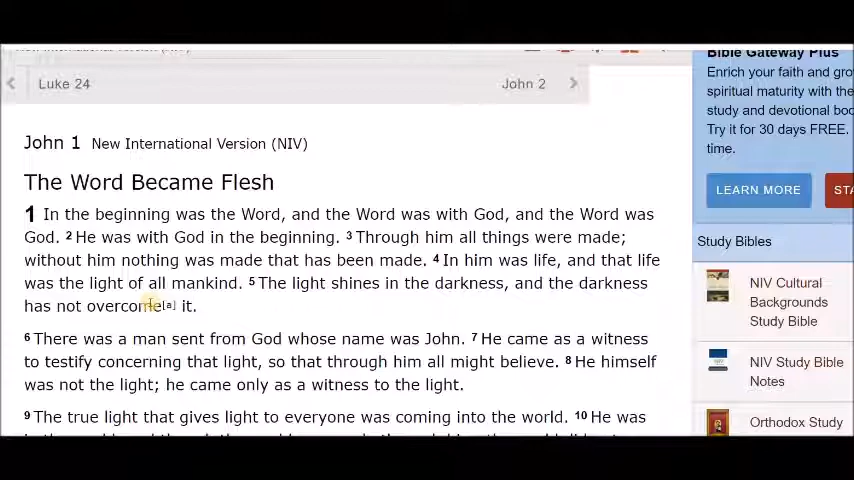 Luke 24
John 2
John 1 New International Version (NIV)
The Word Became Flesh
1 In the beginning was the Word, and the Word was with God, and the Word was
God. 2 He was with God in the beginning. 3 Through him all things were made;
without him nothing was made that has been made. 4 In him was life, and that life
was the light of all mankind. 5 The light shines in the darkness, and the darkness
has not overcome[a] it.
6 There was a man sent from God whose name was John. 7 He came as a witness
to testify concerning that light, so that through him all might believe. 8 He himself
was not the light; he came only as a witness to the light.
9 The true light that gives light to everyone was coming into the world. 10 He was
Bible Gateway Plus
Enrich your faith and gro
spiritual maturity with the
study and devotional boo
Try it for 30 days FREE.
time.
LEARN MORE
STA
Study Bibles
NIV Cultural
Backgrounds
Study Bible
NIV Study Bible
Notes
Orthodox Study